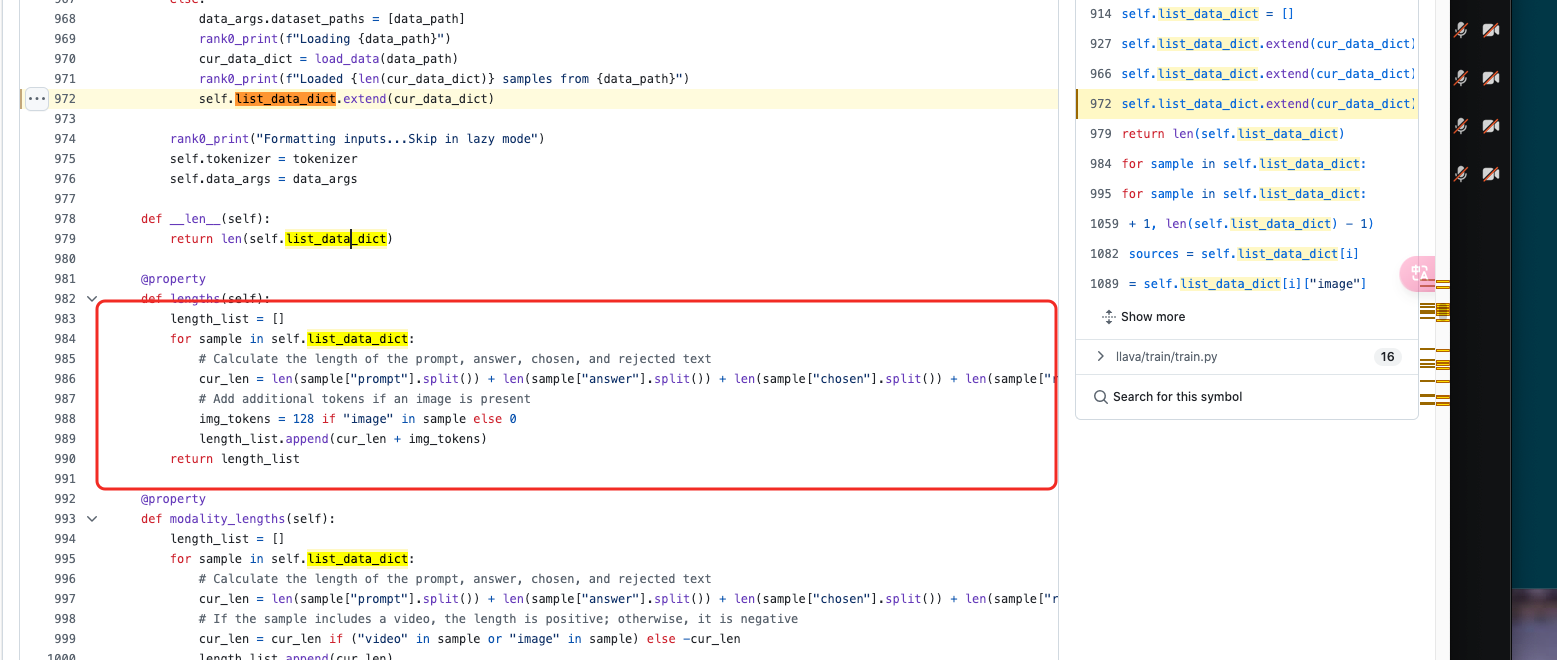 967 else:
968 data_args.dataset_paths = [data_path]
969 rank0_print(f"Loading {data_path}")
970 cur_data_dict = load_data(data_path)
971 rank0_print(f"Loaded {len(cur_data_dict)} samples from {data_path}")
972 self.list_data_dict.extend(cur_data_dict)
973
974 rank0_print("Formatting inputs...Skip in lazy mode")
975 self.tokenizer = tokenizer
976 self.data_args = data_args
977
978 def __len__(self):
979 return len(self.list_data_dict)
980
981 @property
982 def lengths(self):
983 length_list = []
984 for sample in self.list_data_dict:
985 # Calculate the length of the prompt, answer, chosen, and rejected text
986 cur_len = len(sample["prompt"].split()) + len(sample["answer"].split()) + len(sample["chosen"].split()) + len(sample["r
987 # Add additional tokens if an image is present
988 img_tokens = 128 if "image" in sample else 0
989 length_list.append(cur_len + img_tokens)
990 return length_list
991
992 @property
993 def modality_lengths(self):
994 length_list = []
995 for sample in self.list_data_dict:
996 # Calculate the length of the prompt, answer, chosen, and rejected text
997 cur_len = len(sample["prompt"].split()) + len(sample["answer"].split()) + len(sample["chosen"].split()) + len(sample["r
998 # If the sample includes a video, the length is positive; otherwise, it is negative
999 cur_len = cur_len if ("video" in sample or "image" in sample) else -cur_len
1000 length_list.append(cur_len)
914 self.list_data_dict = []
927 self.list_data_dict.extend(cur_data_dict)
966 self.list_data_dict.extend(cur_data_dict)
972 self.list_data_dict.extend(cur_data_dict)
979 return len(self.list_data_dict)
984 for sample in self.list_data_dict:
995 for sample in self.list_data_dict:
1059 + 1, len(self.list_data_dict) - 1)
1082 sources = self.list_data_dict[i]
1089 = self.list_data_dict[i]["image"]
Show more
llava/train/train.py 16
Search for this symbol